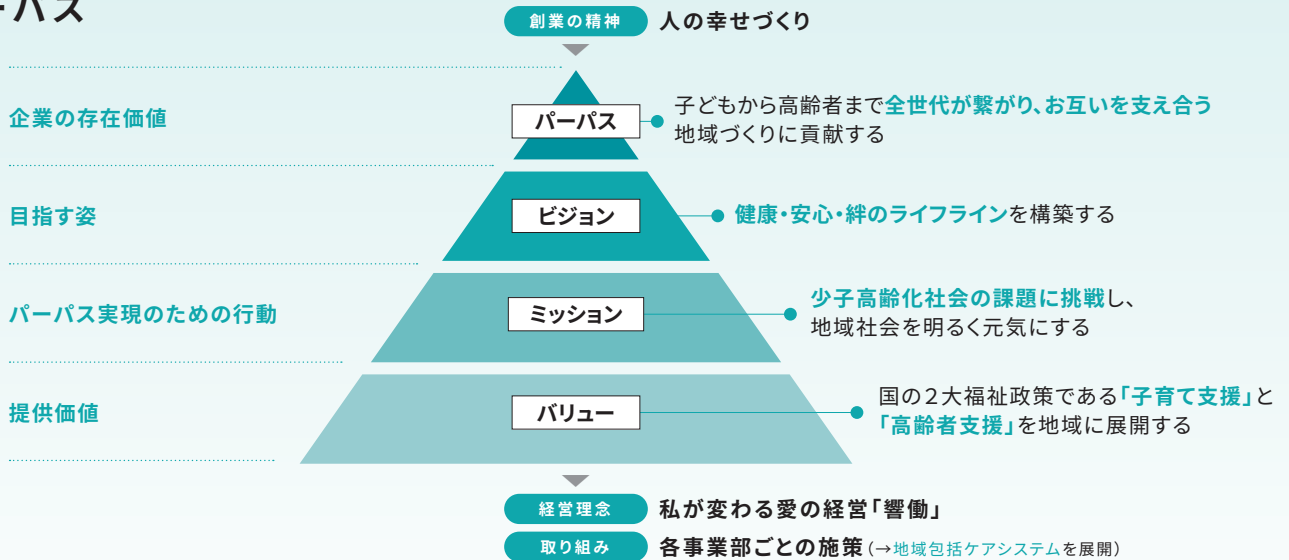 ーパス
創業の精神 人の幸せづくり
企業の存在価値
パーパス
子どもから高齢者まで全世代が繋がり、お互いを支え合う
地域づくりに貢献する
目指す姿
ビジョン
健康・安心・絆のライフラインを構築する
パーパス実現のための行動
ミッション
少子高齢化社会の課題に挑戦し、
地域社会を明るく元気にする
提供価値
バリュー
国の2大福祉政策である「子育て支援」と
「高齢者支援」を地域に展開する
経営理念 私が変わる愛の経営「響働」
取り組み 各事業部ごとの施策(→地域包括ケアシステムを展開)